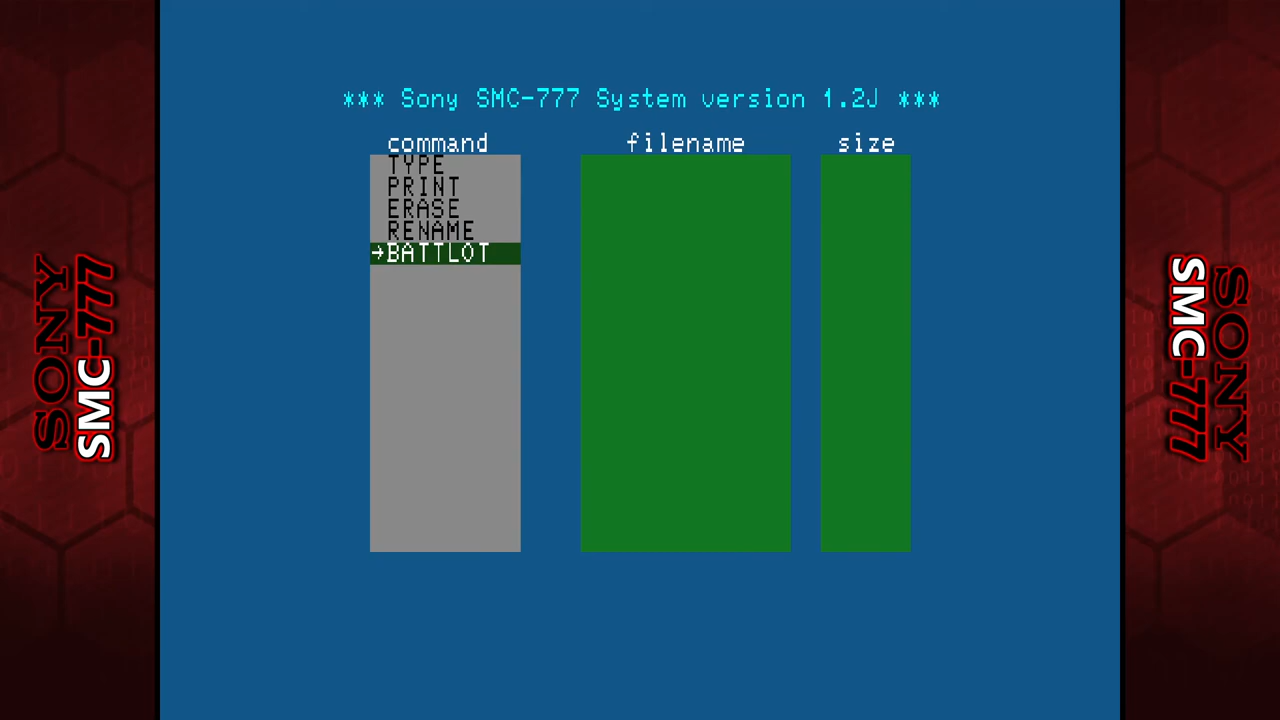 *** Sony SMC-777 System version 1.2J ***
command filename size
TYPE
PRINT
ERASE
RENAME
→BATTLOT
SONY
SMC-777
SONY
SMC-777